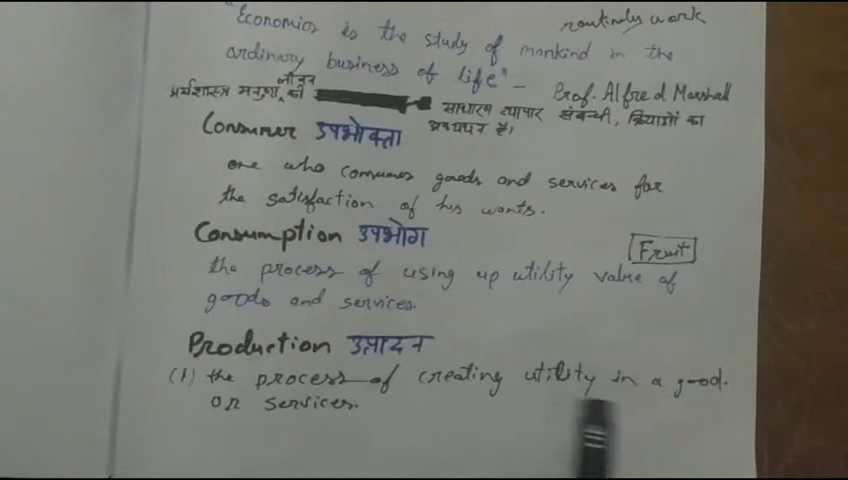 "Economics is the study of mankind in the
routinely work
ordinary business of life" - Prof. Alfred Marshall
अर्थशास्त्र मनुष्य की जीवन साधारण व्यापार संबन्धी, क्रियाओं का
अध्ययन है।
Consumer उपभोक्ता
one who consumes goods and services for
the satisfaction of his wants.
Consumption उपभोग
Fruit
the process of using up utility value of
goods and services.
Production उत्पादन
(1) the process of creating utility in a good.
or services.